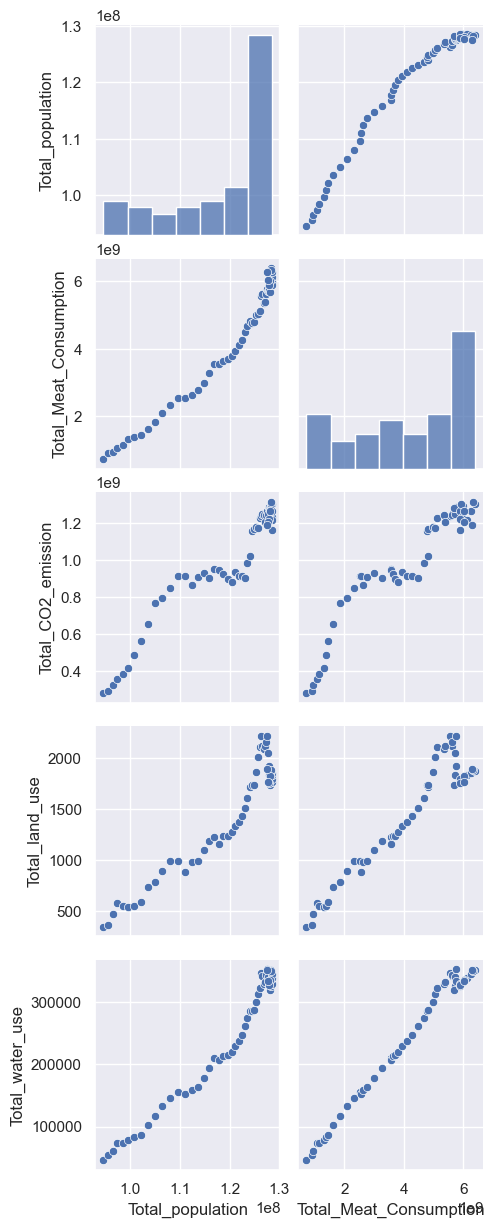 1e8
1.3
1.2
1.1
1.0
Total_population
1e9
6
4
2
Total_Meat_Consumption
1e9
1.2
1.0
0.8
0.6
0.4
Total_CO2_emission
2000
1500
1000
500
Total_land_use
300000
200000
100000
Total_water_use
1.0 1.1 1.2 1.3
Total_population
1e8
2 4 6
Total_Meat_Consumption
1e9